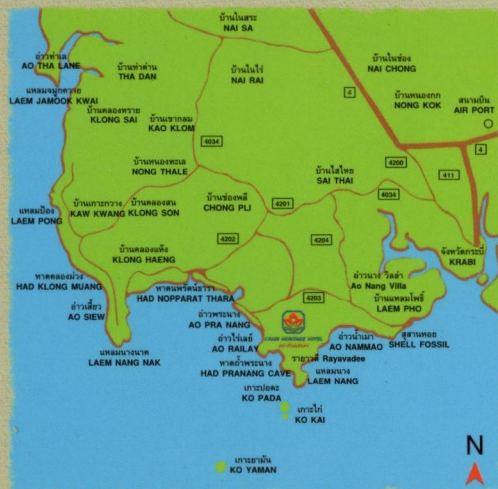 บ้านในสระ
NAI SA
อ่าวท่าเล
AO THA LANE
บ้านท่าด่าน
THA DAN
บ้านในไร่
NAI RAI
บ้านในช่อง
NAI CHONG
แหลมจมูกควาย
LAEM JAMOOK KWAI
4
บ้านหนองกก
NONG KOK
สนามบิน
AIR PORT
บ้านคลองทราย
KLONG SAI
บ้านเขากลม
KAO KLOM
4034
4
บ้านหนองทะเล
NONG THALE
บ้านไสไทย
SAI THAI
4200
411
4034
แหลมป่อง
LAEM PONG
บ้านเกาะกวาง
KAW KWANG
บ้านคลองสน
KLONG SON
บ้านช่องพลี
CHONG PLI
4201
4202
4204
บ้านคลองแห้ง
KLONG HAENG
จังหวัดกระบี่
KRABI
หาดคลองม่วง
HAD KLONG MUANG
หาดนพรัตน์ธารา
HAD NOPPARAT THARA
อ่าวนาง วิลล่า
Ao Nang Villa
4203
บ้านแหลมโพธิ์
LAEM PHO
อ่าวเสี้ยว
AO SIEW
อ่าวพระนาง
AO PRA NANG
KRABI HERITAGE HOTEL
สุสานหอย
SHELL FOSSIL
อ่าวไร่เลย์
AO RAILAY
อ่าวน้ำเมา
AO NAMMAO
แหลมนางนาค
LAEM NANG NAK
รายาวดี Rayavadee
หาดถ้ำพระนาง
HAD PRANANG CAVE
แหลมนาง
LAEM NANG
เกาะปอดะ
KO PADA
เกาะไก่
KO KAI
เกาะยามัน
KO YAMAN
N